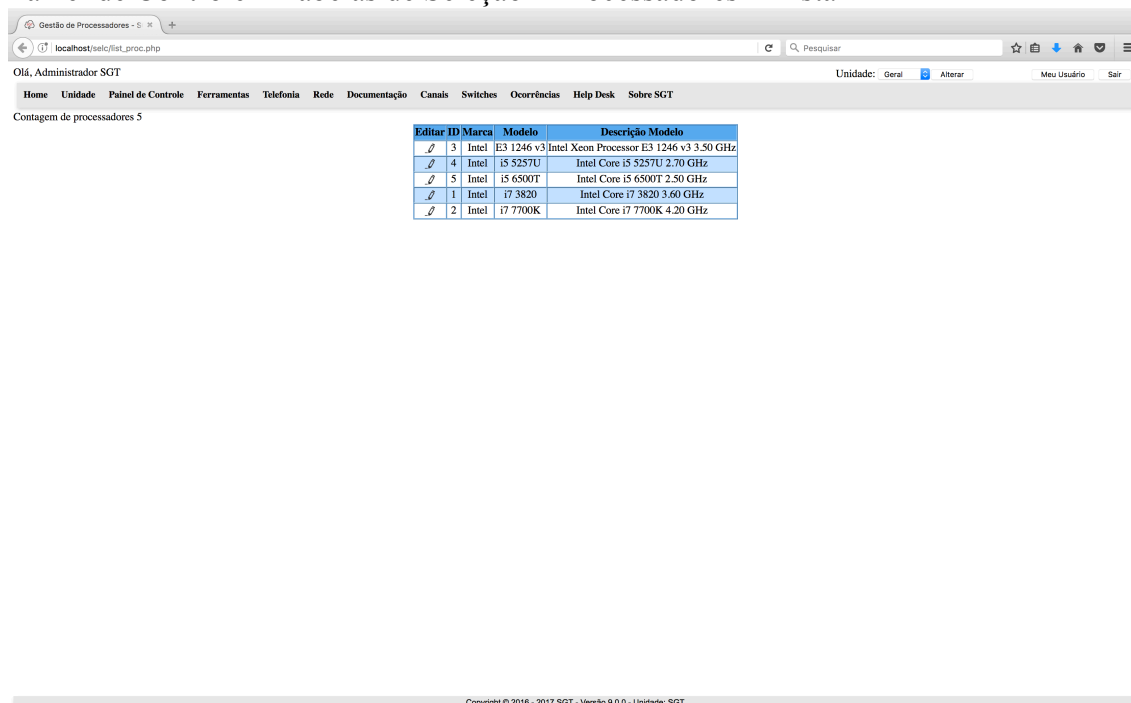 Gestão de Processadores - S
localhost/selc/list_proc.php
Pesquisar
Olá, Administrador SGT
Unidade: Geral Alterar Meu Usuário Sair
Home Unidade Painel de Controle Ferramentas Telefonia Rede Documentação Canais Switches Ocorrências Help Desk Sobre SGT
Contagem de processadores 5
Editar ID Marca Modelo Descrição Modelo
3 Intel E3 1246 v3 Intel Xeon Processor E3 1246 v3 3.50 GHz
4 Intel i5 5257U Intel Core i5 5257U 2.70 GHz
5 Intel i5 6500T Intel Core i5 6500T 2.50 GHz
1 Intel i7 3820 Intel Core i7 3820 3.60 GHz
2 Intel i7 7700K Intel Core i7 7700K 4.20 GHz
Copyright © 2016 - 2017 SGT - Versão 9.0.0 - Unidade: SGT